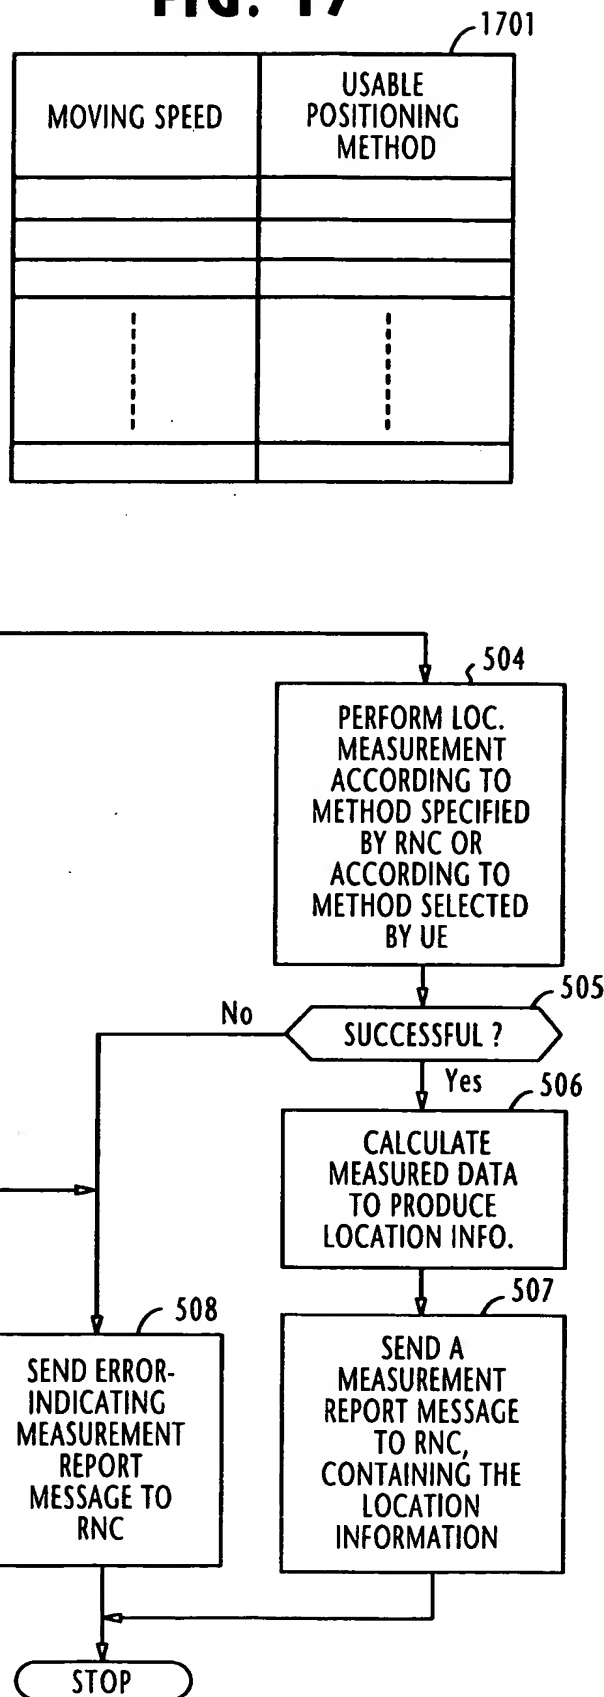 FIG. 17
1701
MOVING SPEED
USABLE
POSITIONING
METHOD
504
PERFORM LOC.
MEASUREMENT
ACCORDING TO
METHOD SPECIFIED
BY RNC OR
ACCORDING TO
METHOD SELECTED
BY UE
505
SUCCESSFUL ?
No
Yes
506
CALCULATE
MEASURED DATA
TO PRODUCE
LOCATION INFO.
507
SEND A
MEASUREMENT
REPORT MESSAGE
TO RNC,
CONTAINING THE
LOCATION
INFORMATION
508
SEND ERROR-
INDICATING
MEASUREMENT
REPORT
MESSAGE TO
RNC
STOP